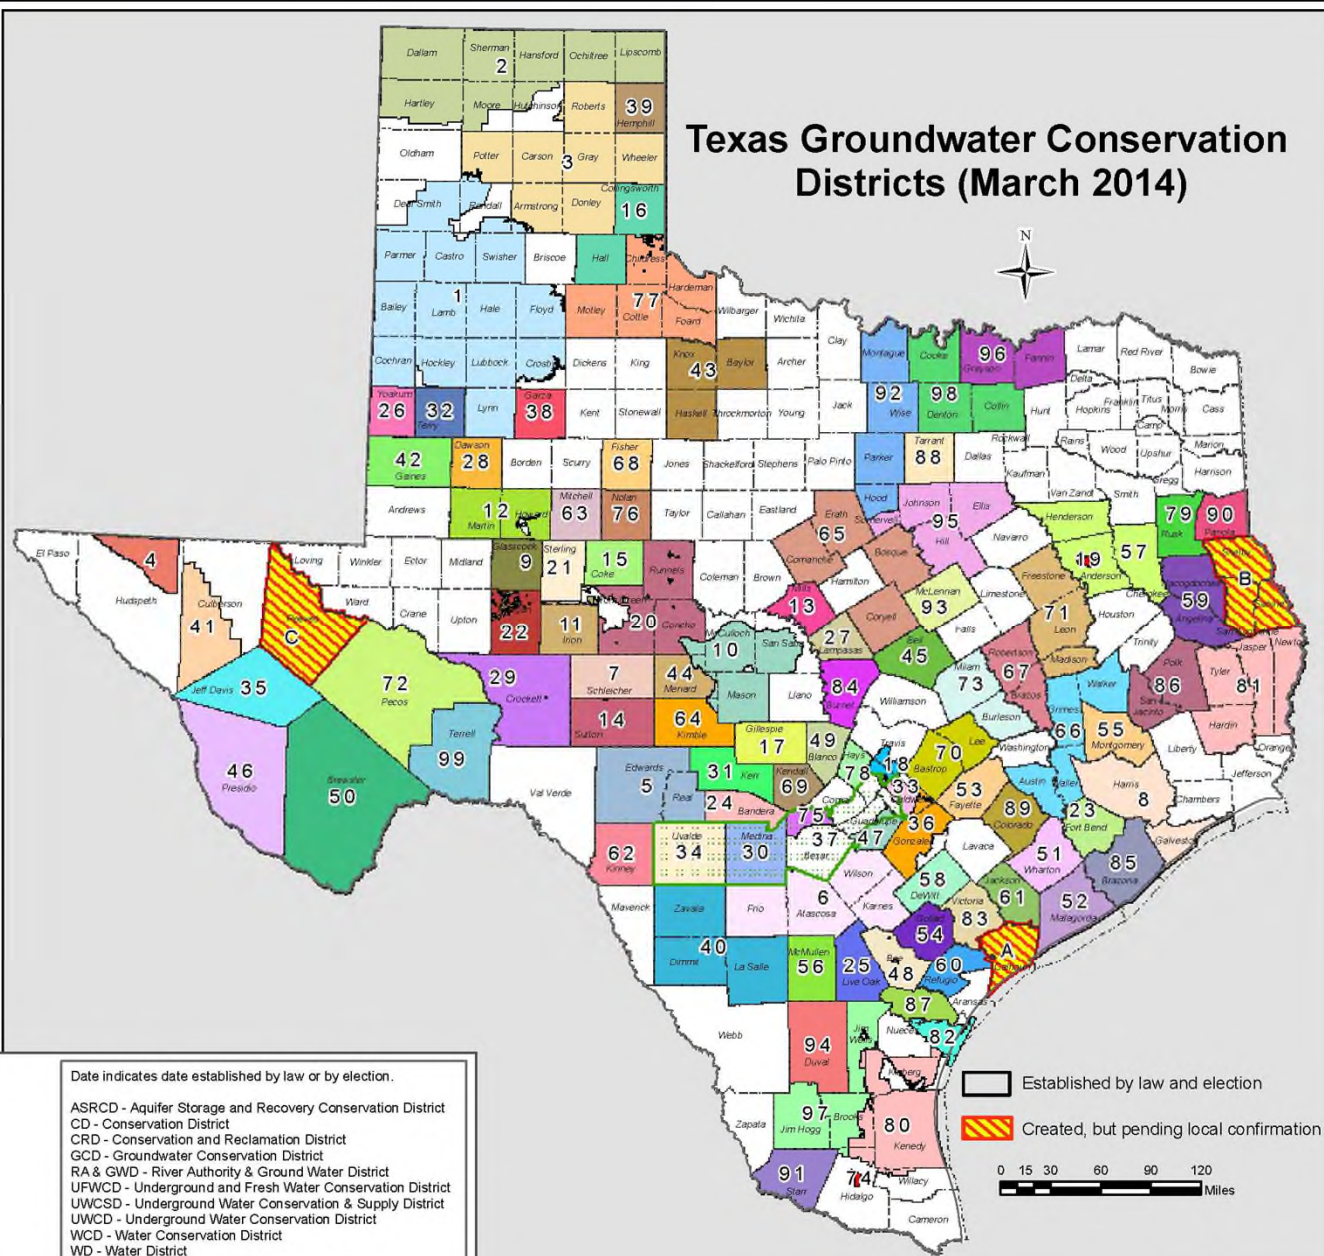 Texas Groundwater Conservation
Districts (March 2014)
N
Dallam Sherman Hansford Ochiltree Lipscomb
2
Hartley Moore Hutchinson Roberts 39 Hemphill
Oldham Potter Carson 3 Gray Wheeler
Deaf Smith Randall Armstrong Donley Collingsworth 16
Parmer Castro Swisher Briscoe Hall Childress
Bailey 1 Lamb Hale Floyd Motley 77 Cottle Hardeman Foard Wilbarger Wichita Clay
Cochran Hockley Lubbock Crosby Dickens King Knox 43 Baylor Archer Montague Cooke 96 Grayson Fannin Lamar Red River Bowie
Yoakum 26 32 Terry Lynn Garza 38 Kent Stonewall Haskell Throckmorton Young Jack 92 Wise 98 Denton Collin Hunt Delta Hopkins Franklin Titus Morris Cass Camp
42 Gaines Dawson 28 Borden Scurry Fisher 68 Jones Shackelford Stephens Palo Pinto Parker Tarrant 88 Dallas Rockwall Kaufman Rains Wood Upshur Marion Harrison Gregg
Andrews 12 Martin Howard Mitchell 63 Nolan 76 Taylor Callahan Eastland Erath 65 Hood Somervell Johnson 95 Ellis Hill Navarro Van Zandt Smith Henderson 79 Rusk 90 Panola
El Paso 4 Hudspeth Culberson 41 Loving Winkler Ector Midland Glasscock 9 Sterling 21 15 Coke Runnels Coleman Brown Comanche Bosque Hamilton 19 Anderson 57 Cherokee Shelby B
C Reeves Ward Crane Upton 22 11 Irion 20 Concho 13 Mills McLennan 93 Limestone Freestone 71 Leon Houston Nacogdoches 59 Angelina Sabine San Augustine
35 Jeff Davis 72 Pecos 29 Crockett 7 Schleicher 44 Menard 10 McCulloch San Saba 27 Lampasas Coryell Bell 45 Falls Milam 73 Robertson 67 Brazos Madison Walker Trinity Polk 86 San Jacinto Tyler 81 Jasper Newton Hardin
14 Sutton 64 Kimble Mason Llano 84 Burnet Williamson Burleson Grimes 66 55 Montgomery Liberty Orange Jefferson Chambers
46 Presidio 50 Brewster 99 Terrell Val Verde Edwards 5 Real 31 Kerr Gillespie 17 49 Blanco Kendall 69 Hays 78 Travis 18 70 Bastrop Lee Washington Austin Waller Harris 8 Galveston
24 Bandera 75 Comal 33 Caldwell Guadalupe 53 Fayette 89 Colorado 23 Fort Bend
62 Kinney Uvalde 34 Medina 30 37 Bexar 47 36 Gonzales Lavaca 51 Wharton 85 Brazoria
Maverick Zavala Frio 6 Atascosa Wilson Karnes 58 DeWitt Victoria 83 Jackson 61 52 Matagorda
40 Dimmit La Salle McMullen 56 25 Live Oak Bee 48 Goliad 54 60 Refugio A Calhoun
Webb 94 Duval Jim Wells Nueces 87 Aransas 82
Kleberg
Zapata 97 Jim Hogg Brooks 80 Kenedy
91 Starr 74 Hidalgo Willacy Cameron
Established by law and election
Created, but pending local confirmation
0 15 30 60 90 120
Miles
Date indicates date established by law or by election.
ASRCD - Aquifer Storage and Recovery Conservation District
CD - Conservation District
CRD - Conservation and Reclamation District
GCD - Groundwater Conservation District
RA & GWD - River Authority & Ground Water District
UFWCD - Underground and Fresh Water Conservation District
UWCSD - Underground Water Conservation & Supply District
UWCD - Underground Water Conservation District
WCD - Water Conservation District
WD - Water District